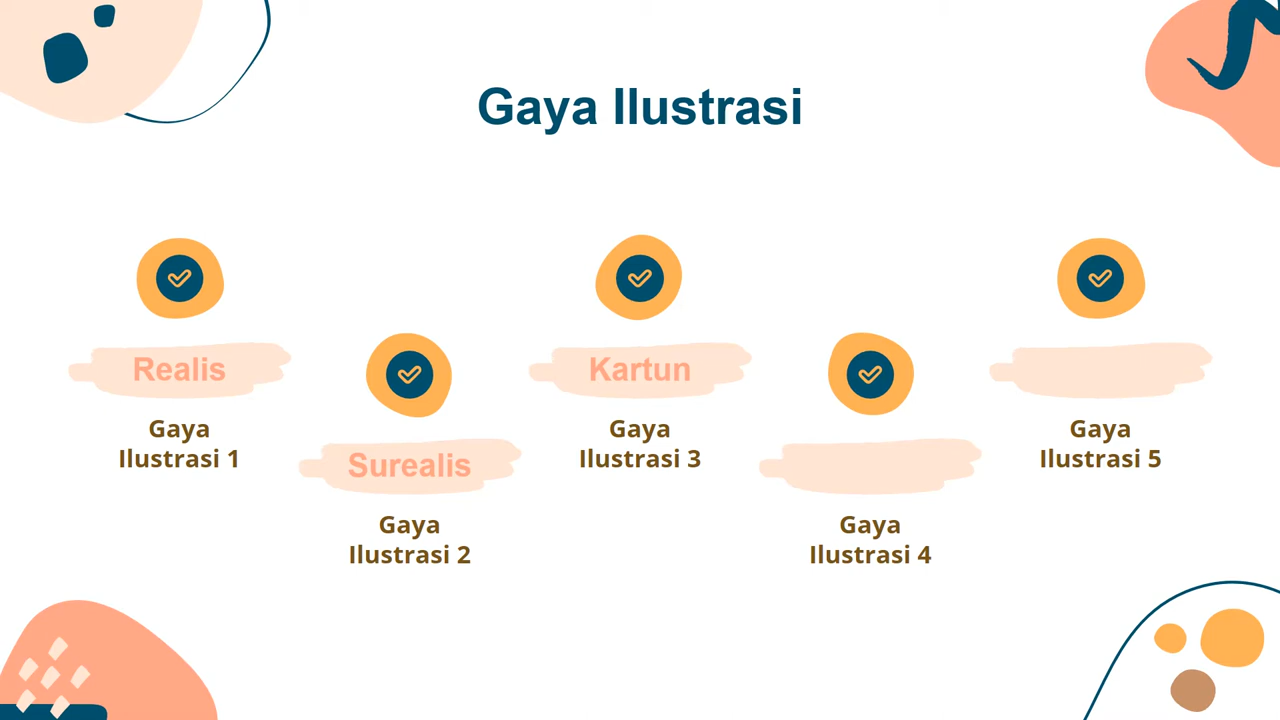 Gaya Ilustrasi
Realis
Gaya
Ilustrasi 1
Surealis
Gaya
Ilustrasi 2
Kartun
Gaya
Ilustrasi 3
Gaya
Ilustrasi 4
Gaya
Ilustrasi 5